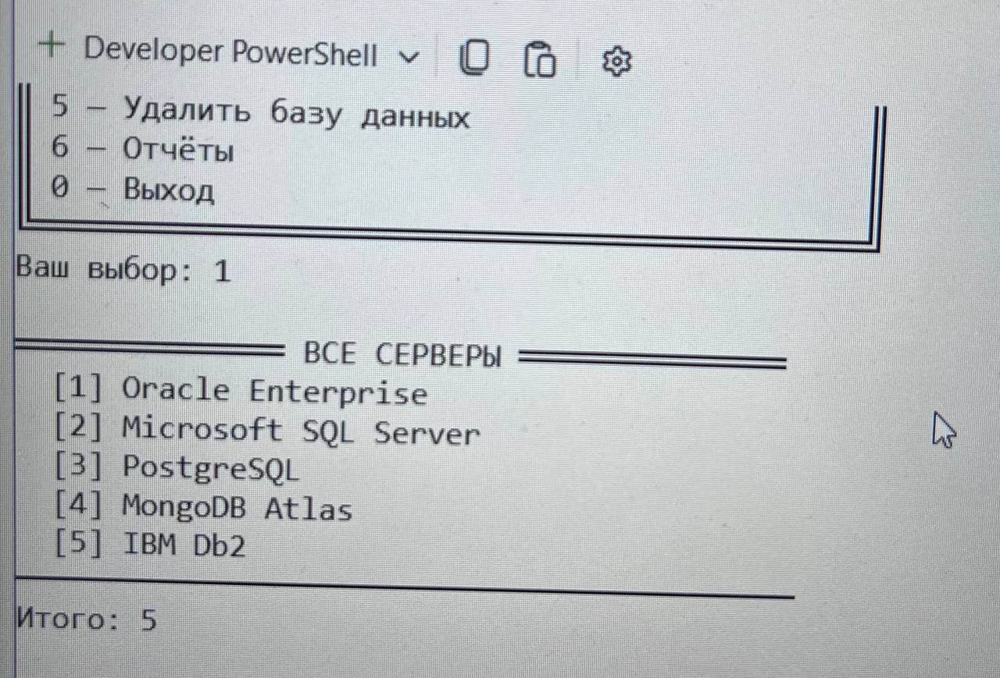 Developer PowerShell
5 — Удалить базу данных
6 — Отчёты
0 — Выход
Ваш выбор: 1
ВСЕ СЕРВЕРЫ
[1] Oracle Enterprise
[2] Microsoft SQL Server
[3] PostgreSQL
[4] MongoDB Atlas
[5] IBM Db2
Итого: 5